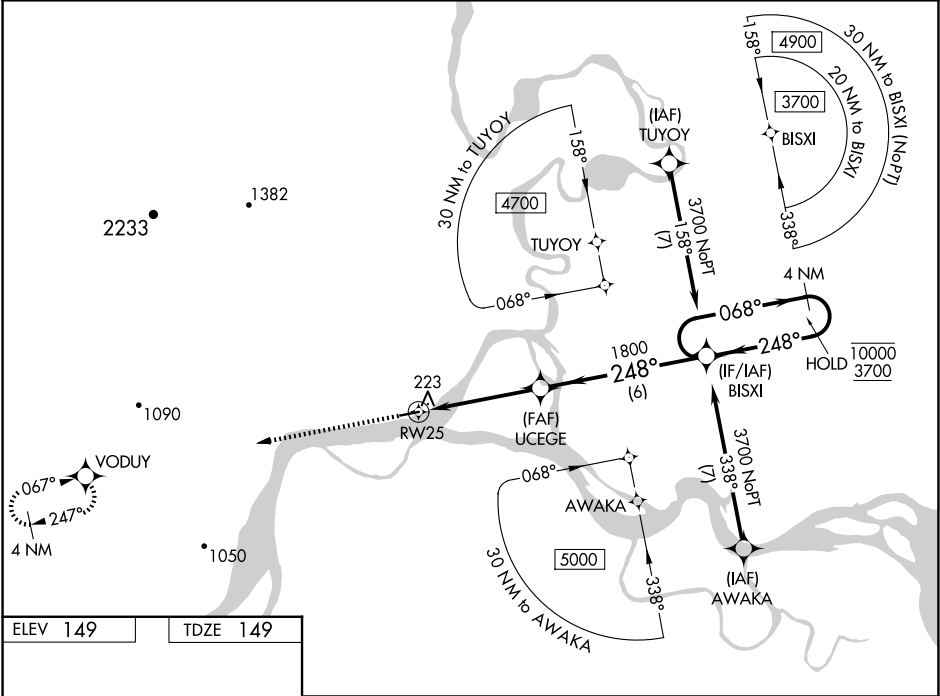 158°
4900
30 NM to BISXI (NoPT)
20 NM to BISXI
3700
BISXI
338°
(IAF)
TUYOY
30 NM to TUYOY
158°
4700
TUYOY
068°
1382
2233
3700 NoPT
158°
(7)
4 NM
068°
248°
HOLD
10000
3700
1800
248°
(6)
(IF/IAF)
BISXI
223
RW25
(FAF)
UCEGE
1090
VODUY
067°
247°
4 NM
1050
3700 NoPT
338°
(7)
068°
AWAKA
5000
338°
30 NM to AWAKA
(IAF)
AWAKA
ELEV 149
TDZE 149